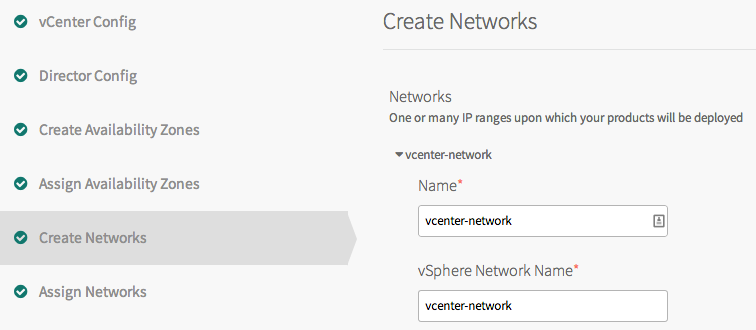 vCenter Config
Director Config
Create Availability Zones
Assign Availability Zones
Create Networks
Assign Networks
Create Networks
Networks
One or many IP ranges upon which your products will be deployed
vcenter-network
Name*
vcenter-network
vSphere Network Name*
vcenter-network